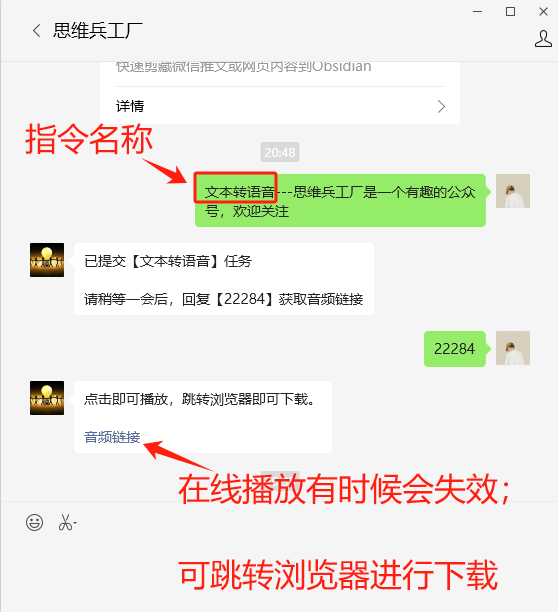 思维兵工厂
快速剪藏微信推文或网页内容到Obsidian
详情
指令名称
20:48
文本转语音---思维兵工厂是一个有趣的公众
号，欢迎关注
已提交【文本转语音】任务
请稍等一会后，回复【22284】获取音频链接
22284
点击即可播放，跳转浏览器即可下载。
音频链接
在线播放有时候会失效；
可跳转浏览器进行下载